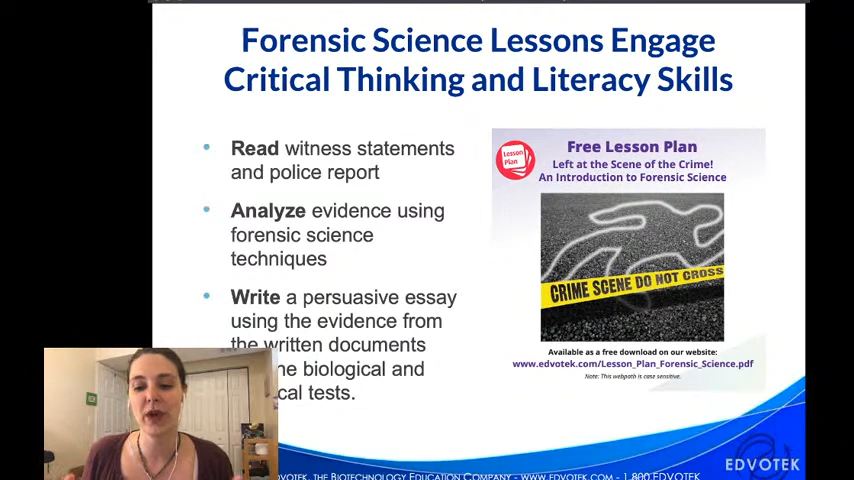 Forensic Science Lessons Engage
Critical Thinking and Literacy Skills
• Read witness statements
and police report
• Analyze evidence using
forensic science
techniques
• Write a persuasive essay
using the evidence from
the written documents
biological and
tests.
Lesson
Plan
Free Lesson Plan
Left at the Scene of the Crime!
An Introduction to Forensic Science
CRIME SCENE DO NOT CROSS
Available as a free download on our website:
www.edvotek.com/Lesson_Plan_Forensic_Science.pdf
Note: This webpath is case sensitive.
EDVOTEK
The Biotechnology Education Company - www.edvotek.com - 1.800.EDVOTEK